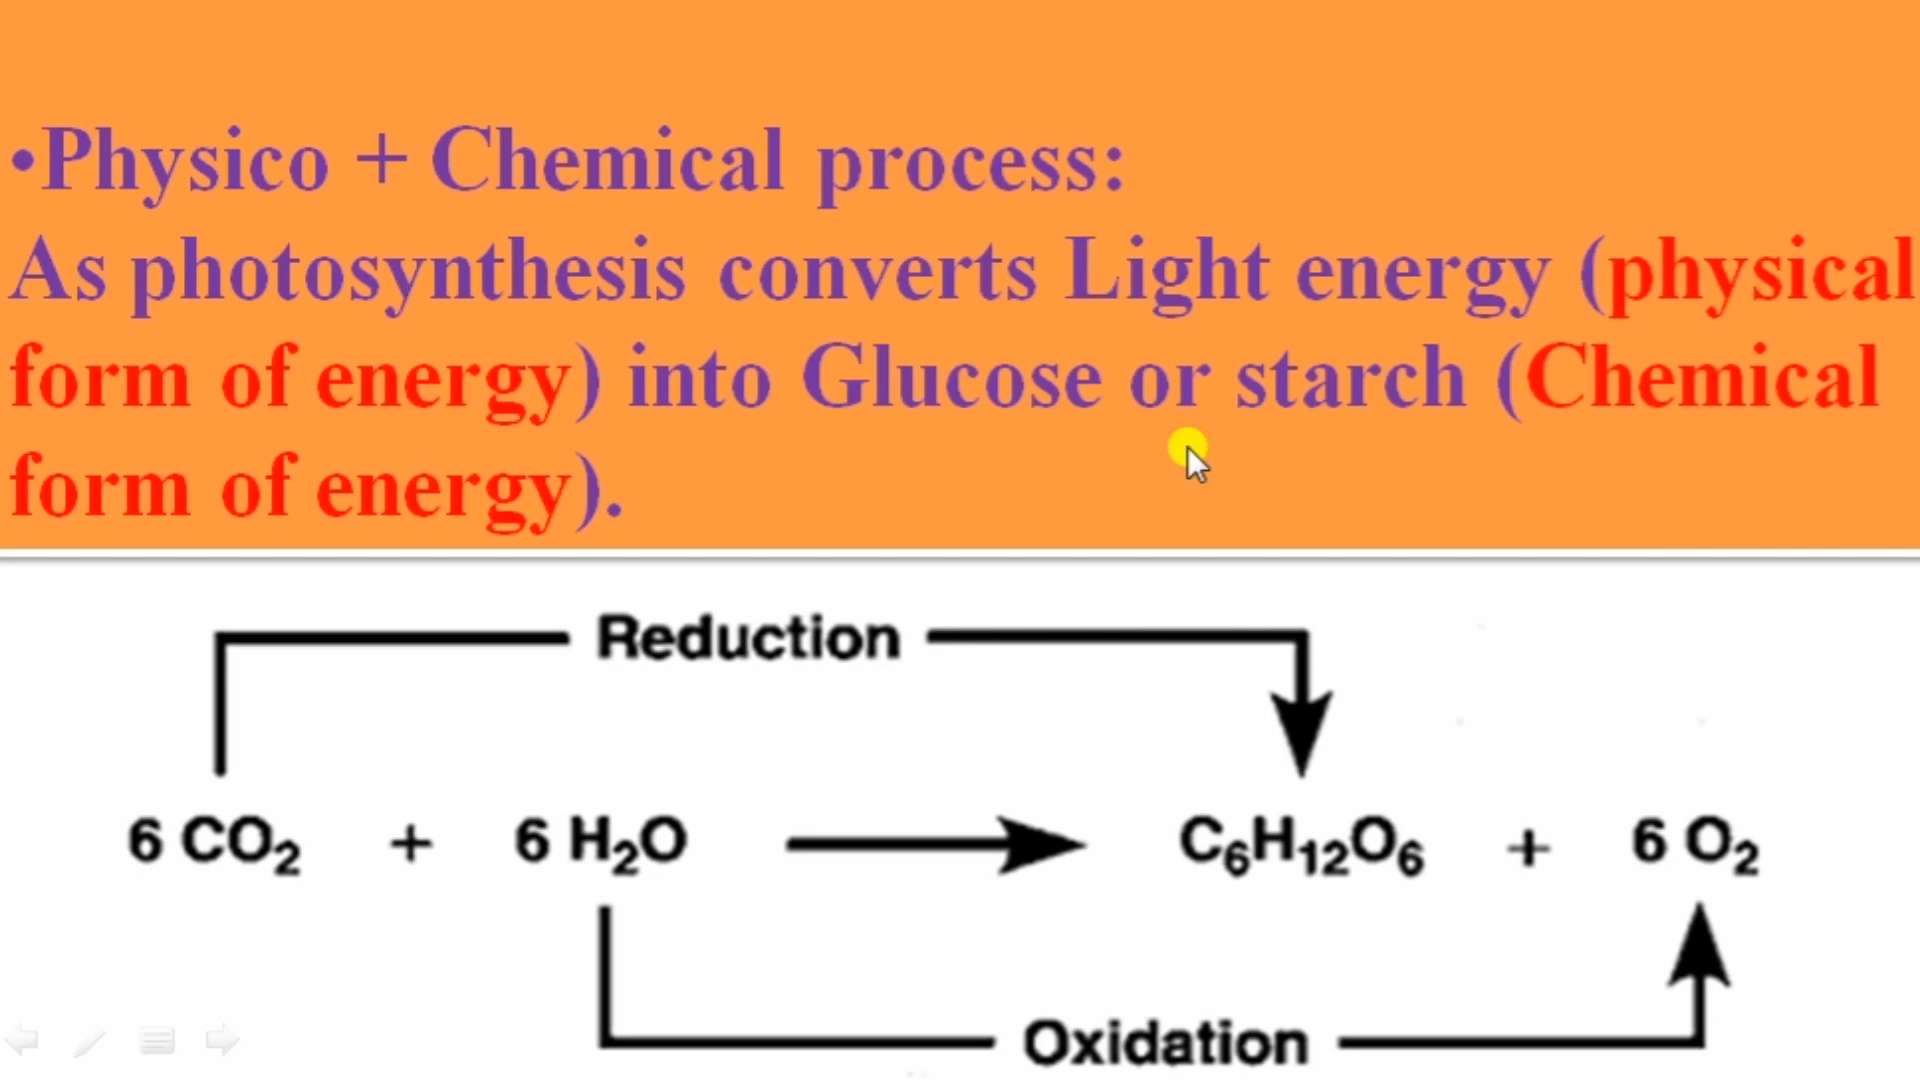 •Physico + Chemical process:
As photosynthesis converts Light energy (physical
form of energy) into Glucose or starch (Chemical
form of energy).
Reduction
6 CO₂ + 6 H₂O → C₆H₁₂O₆ + 6 O₂
Oxidation